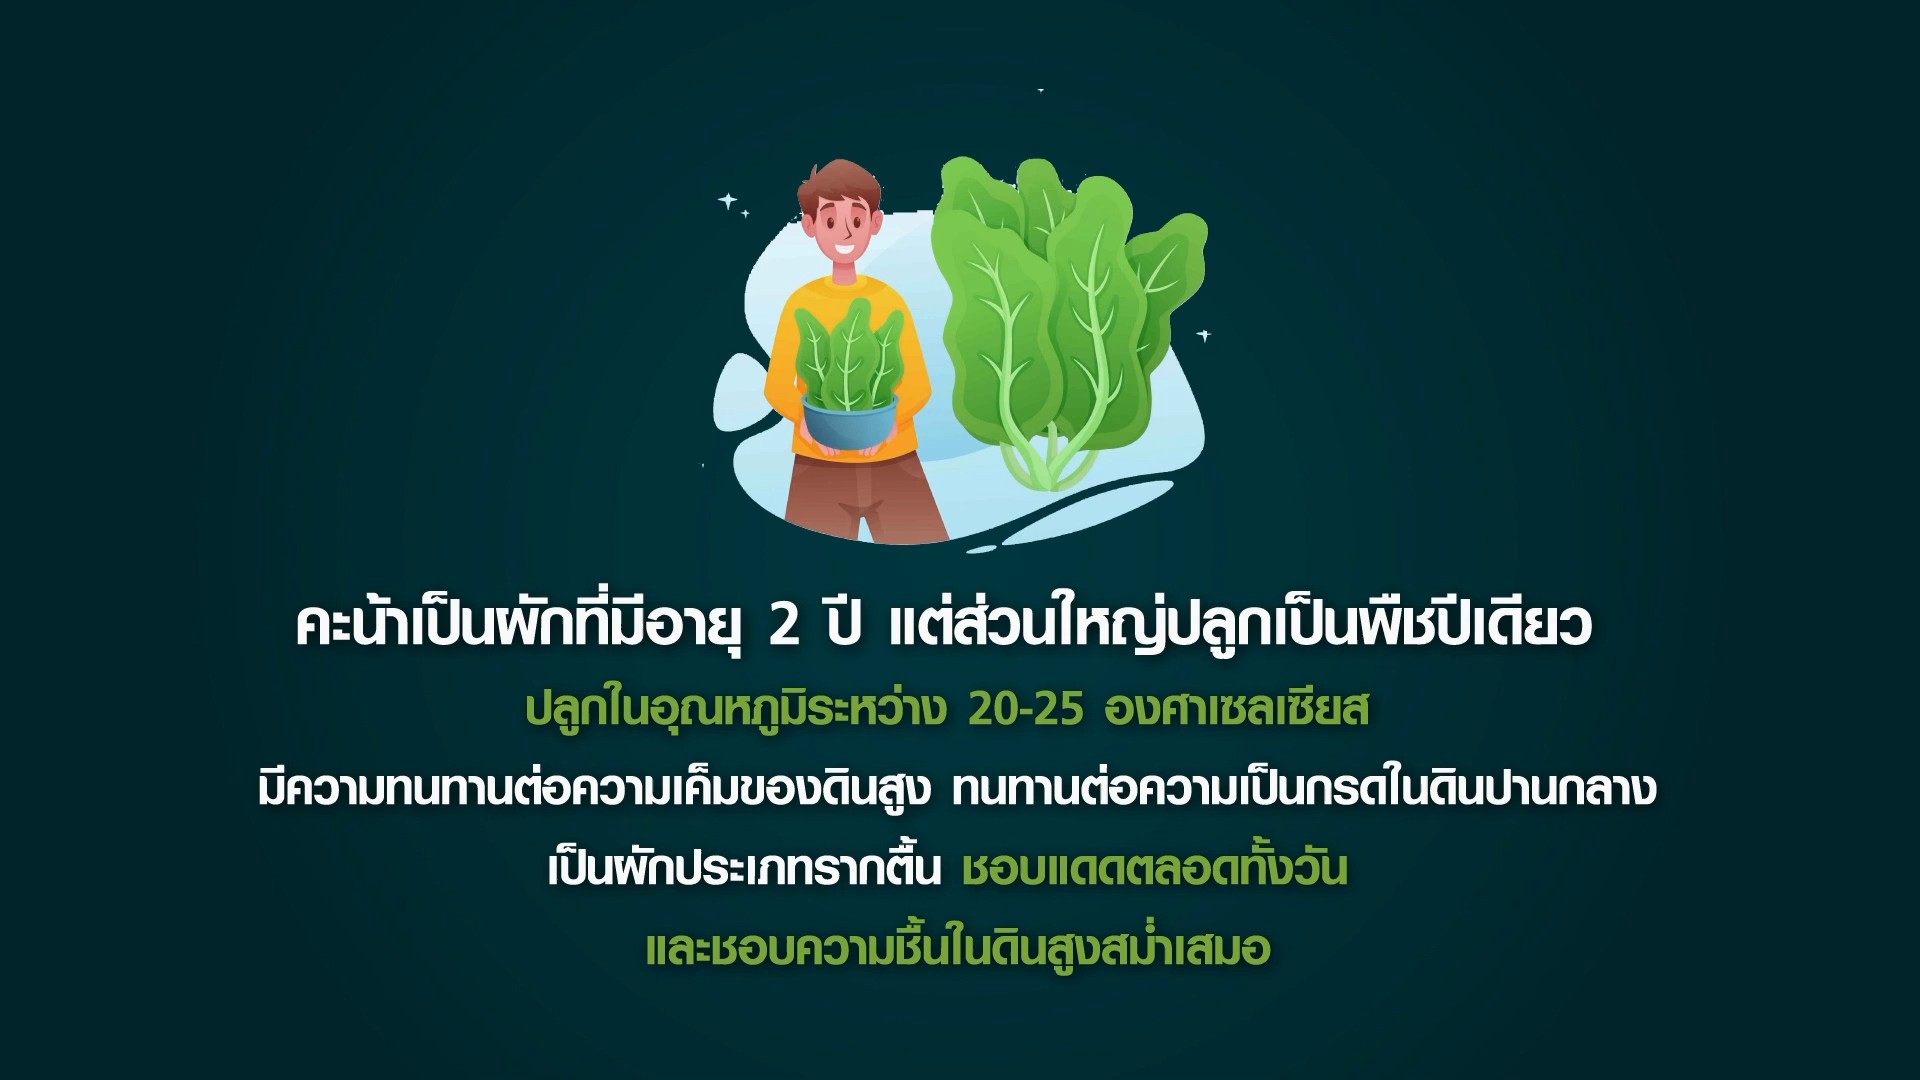 คะน้าเป็นผักที่มีอายุ 2 ปี แต่ส่วนใหญ่ปลูกเป็นพืชปีเดียว
ปลูกในอุณหภูมิระหว่าง 20-25 องศาเซลเซียส
มีความทนทานต่อความเค็มของดินสูง ทนทานต่อความเป็นกรดในดินปานกลาง
เป็นผักประเภทรากตื้น ชอบแดดตลอดทั้งวัน
และชอบความชื้นในดินสูงสม่ำเสมอ